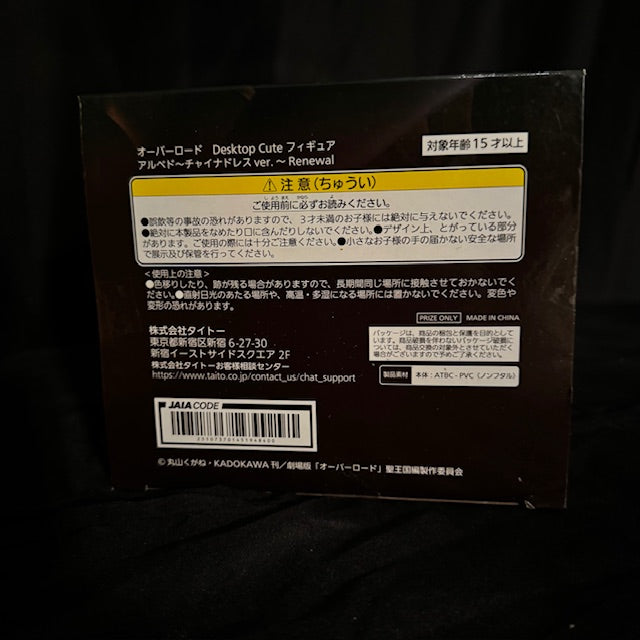 オーバーロード Desktop Cute フィギュア
アルベド～チャイナドレスver.～ Renewal
対象年齢15才以上
⚠注意(ちゅうい)
ご使用前に必ずお読みください。
●誤飲等の事故の恐れがありますので、3才未満のお子様には絶対に与えないでください。
●絶対に本製品をなめたり口に含んだりしないでください。●デザイン上、とがっている部分
があります。ご使用の際には十分ご注意ください。●小さなお子様の手の届かない安全な場所
で展示及び保管を行ってください。
＜使用上の注意＞
●色移りしたり、跡が残る場合がありますので、長期間同じ場所に接触させておかないでくだ
さい。●直射日光のあたる場所や、高温・多湿になる場所には置かないでください。変色や
変形の恐れがあります。
PRIZE ONLY MADE IN CHINA
株式会社タイトー
東京都新宿区新宿 6-27-30
新宿イーストサイドスクエア 2F
株式会社タイトーお客様相談センター
https://www.taito.co.jp/contact_us/chat_support
パッケージは、商品の梱包と保護を目的として
います。商品破損を伴わないパッケージ破損に
ついては、商品交換の対象外とさせていただく
場合がございますので予めご了承ください。
製品素材 本体：ATBC-PVC（ノンフタル）
JAIA CODE
©丸山くがね・KADOKAWA刊／劇場版「オーバーロード」聖王国編製作委員会